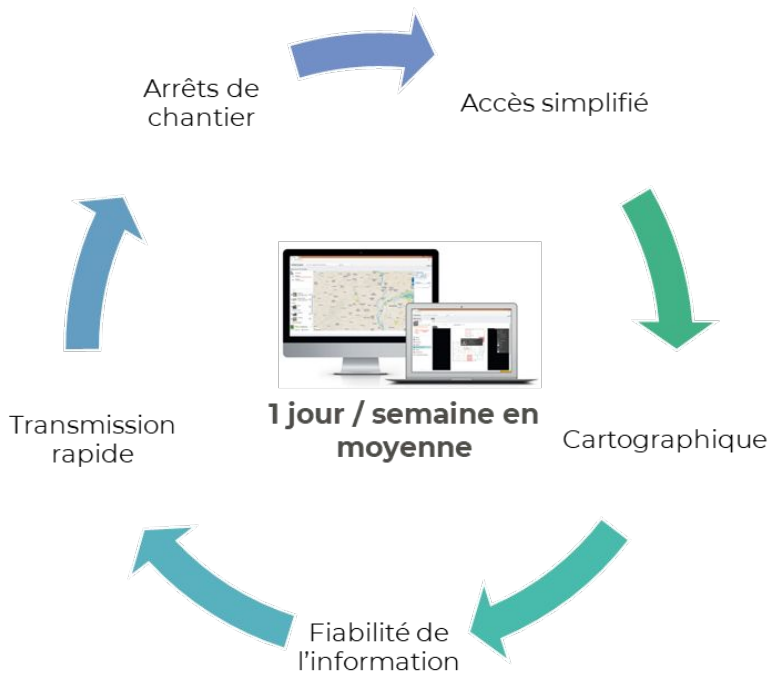 Arrêts de
chantier
Accès simplifié
1 jour / semaine en
moyenne
Transmission
rapide
Cartographique
Fiabilité de
l'information